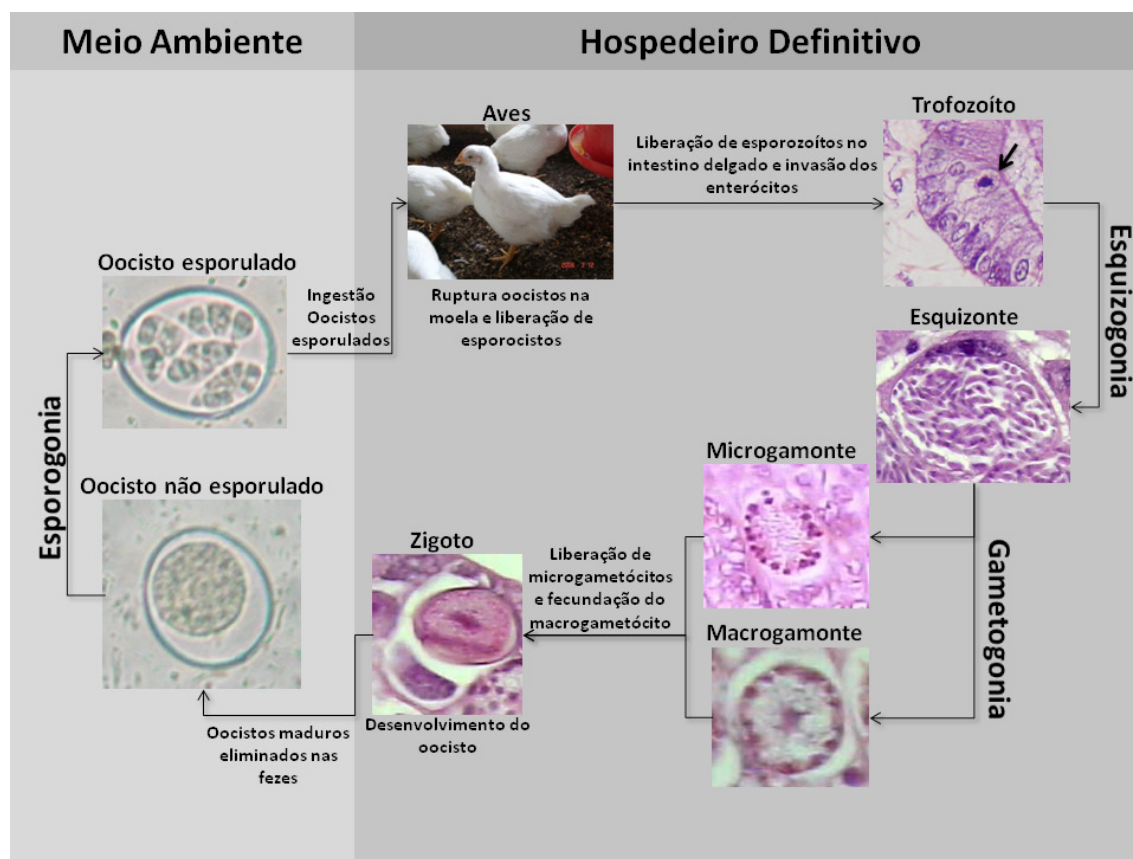 Meio Ambiente
Hospedeiro Definitivo
Aves
Trofozoíto
Liberação de esporozoítos no
intestino delgado e invasão dos
enterócitos
Oocisto esporulado
Ingestão
Oocistos
esporulados
Ruptura oocistos na
moela e liberação de
esporocistos
Esquizogonia
Esquizonte
Esporogonia
Oocisto não esporulado
Microgamonte
Zigoto
Liberação de
microgametócitos
e fecundação do
macrogametócito
Gametogonia
Macrogamonte
Desenvolvimento do
oocisto
Oocistos maduros
eliminados nas
fezes